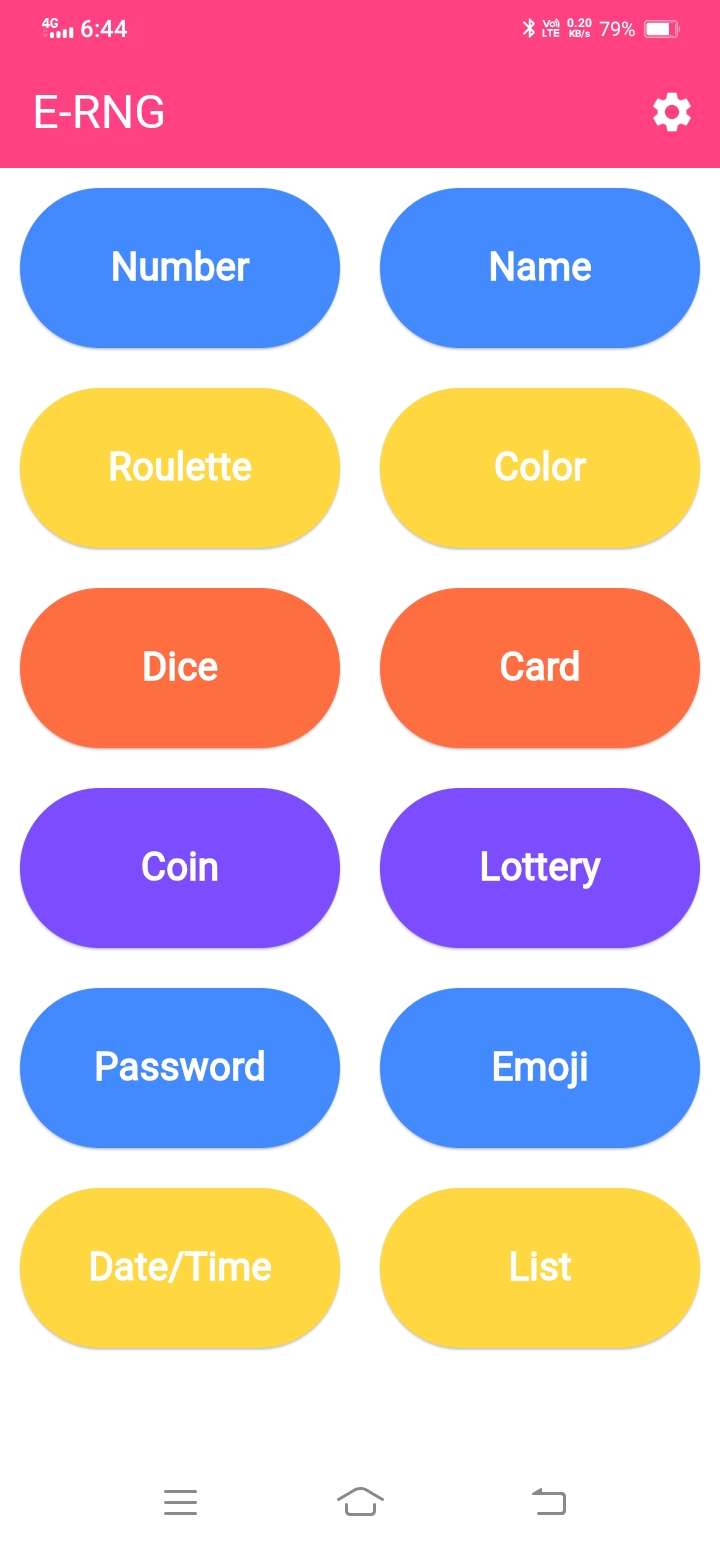 4G 6:44 Vo) LTE 0.20 KB/s 79%
E-RNG
Number Name
Roulette Color
Dice Card
Coin Lottery
Password Emoji
Date/Time List